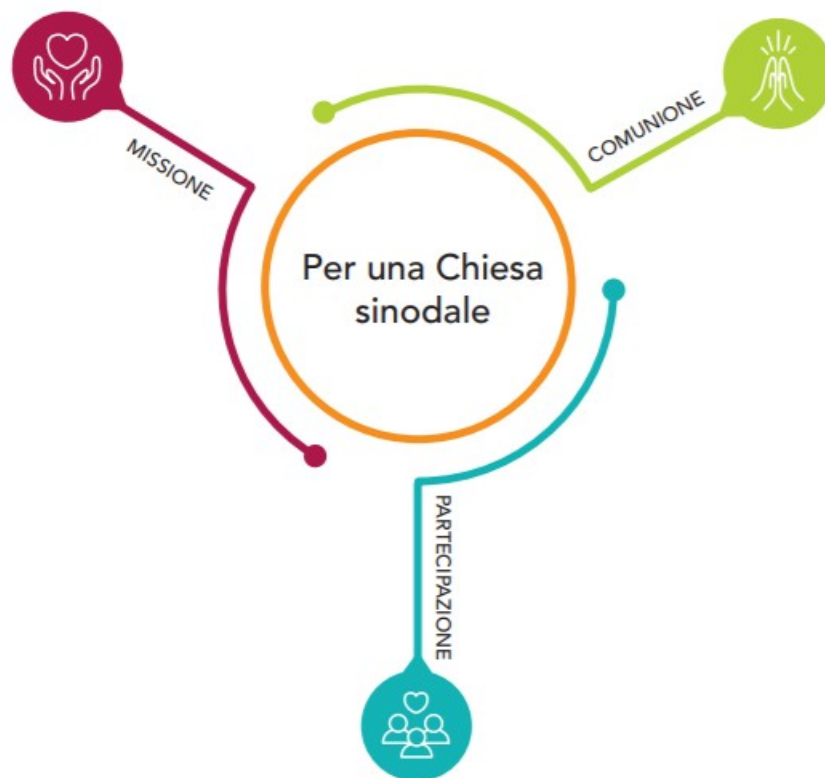 MISSIONE
COMUNIONE
Per una Chiesa
sinodale
PARTECIPAZIONE